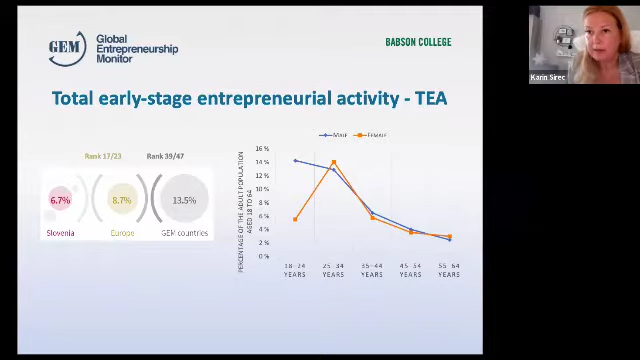 GEM
Global
Entrepreneurship
Monitor
BABSON COLLEGE
Karin Sirec
Total early-stage entrepreneurial activity - TEA
Rank 17/23 Rank 39/47
6.7% 8.7% 13.5%
Slovenia Europe GEM countries
MALE FEMALE
PERCENTAGE OF THE ADULT POPULATION
AGED 18 TO 64
16 %
14 %
12 %
10 %
8 %
6 %
4 %
2 %
0 %
18-24 25-34 35-44 45-54 55-64
YEARS YEARS YEARS YEARS YEARS